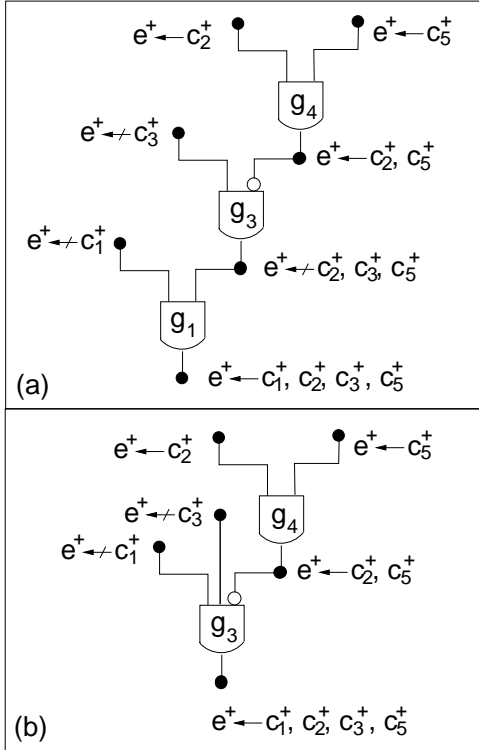 e⁺ ← c₂⁺ e⁺ ← c₅⁺
g₄
e⁺ ↚ c₃⁺ e⁺ ← c₂⁺, c₅⁺
g₃
e⁺ ↚ c₁⁺ e⁺ ↚ c₂⁺, c₃⁺, c₅⁺
g₁
(a) e⁺ ← c₁⁺, c₂⁺, c₃⁺, c₅⁺
e⁺ ← c₂⁺ e⁺ ← c₅⁺
e⁺ ↚ c₃⁺ g₄
e⁺ ↚ c₁⁺ e⁺ ← c₂⁺, c₅⁺
g₃
(b) e⁺ ← c₁⁺, c₂⁺, c₃⁺, c₅⁺